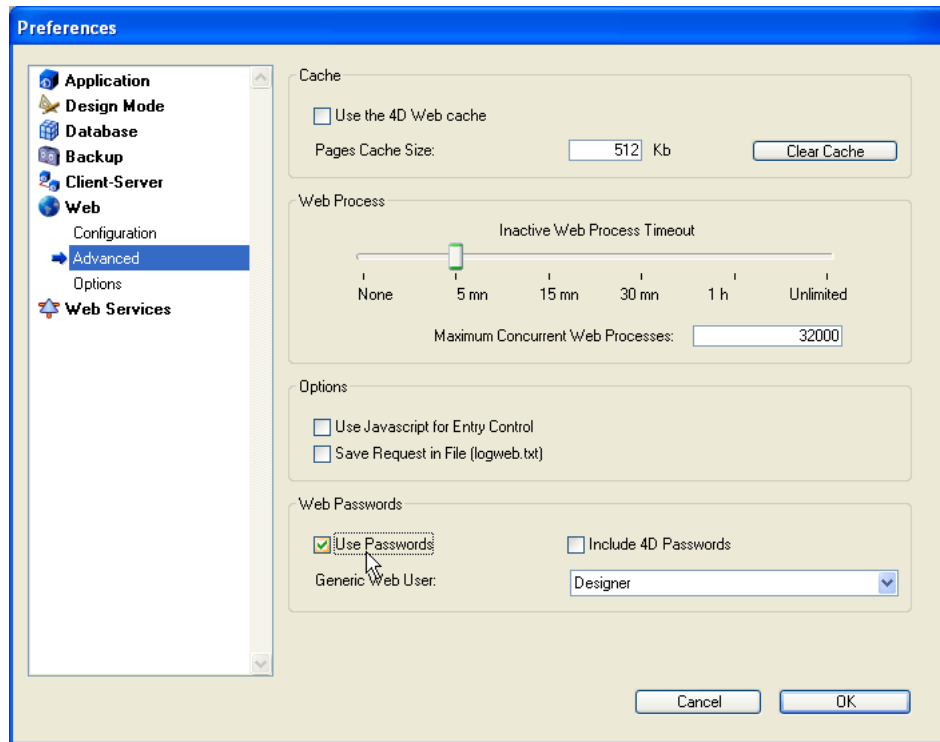 Preferences
Application
Design Mode
Database
Backup
Client-Server
Web
Configuration
Advanced
Options
Web Services
Cache
Use the 4D Web cache
Pages Cache Size: 512 Kb Clear Cache
Web Process
Inactive Web Process Timeout
None 5 mn 15 mn 30 mn 1 h Unlimited
Maximum Concurrent Web Processes: 32000
Options
Use Javascript for Entry Control
Save Request in File (logweb.txt)
Web Passwords
Use Passwords Include 4D Passwords
Generic Web User: Designer
Cancel OK